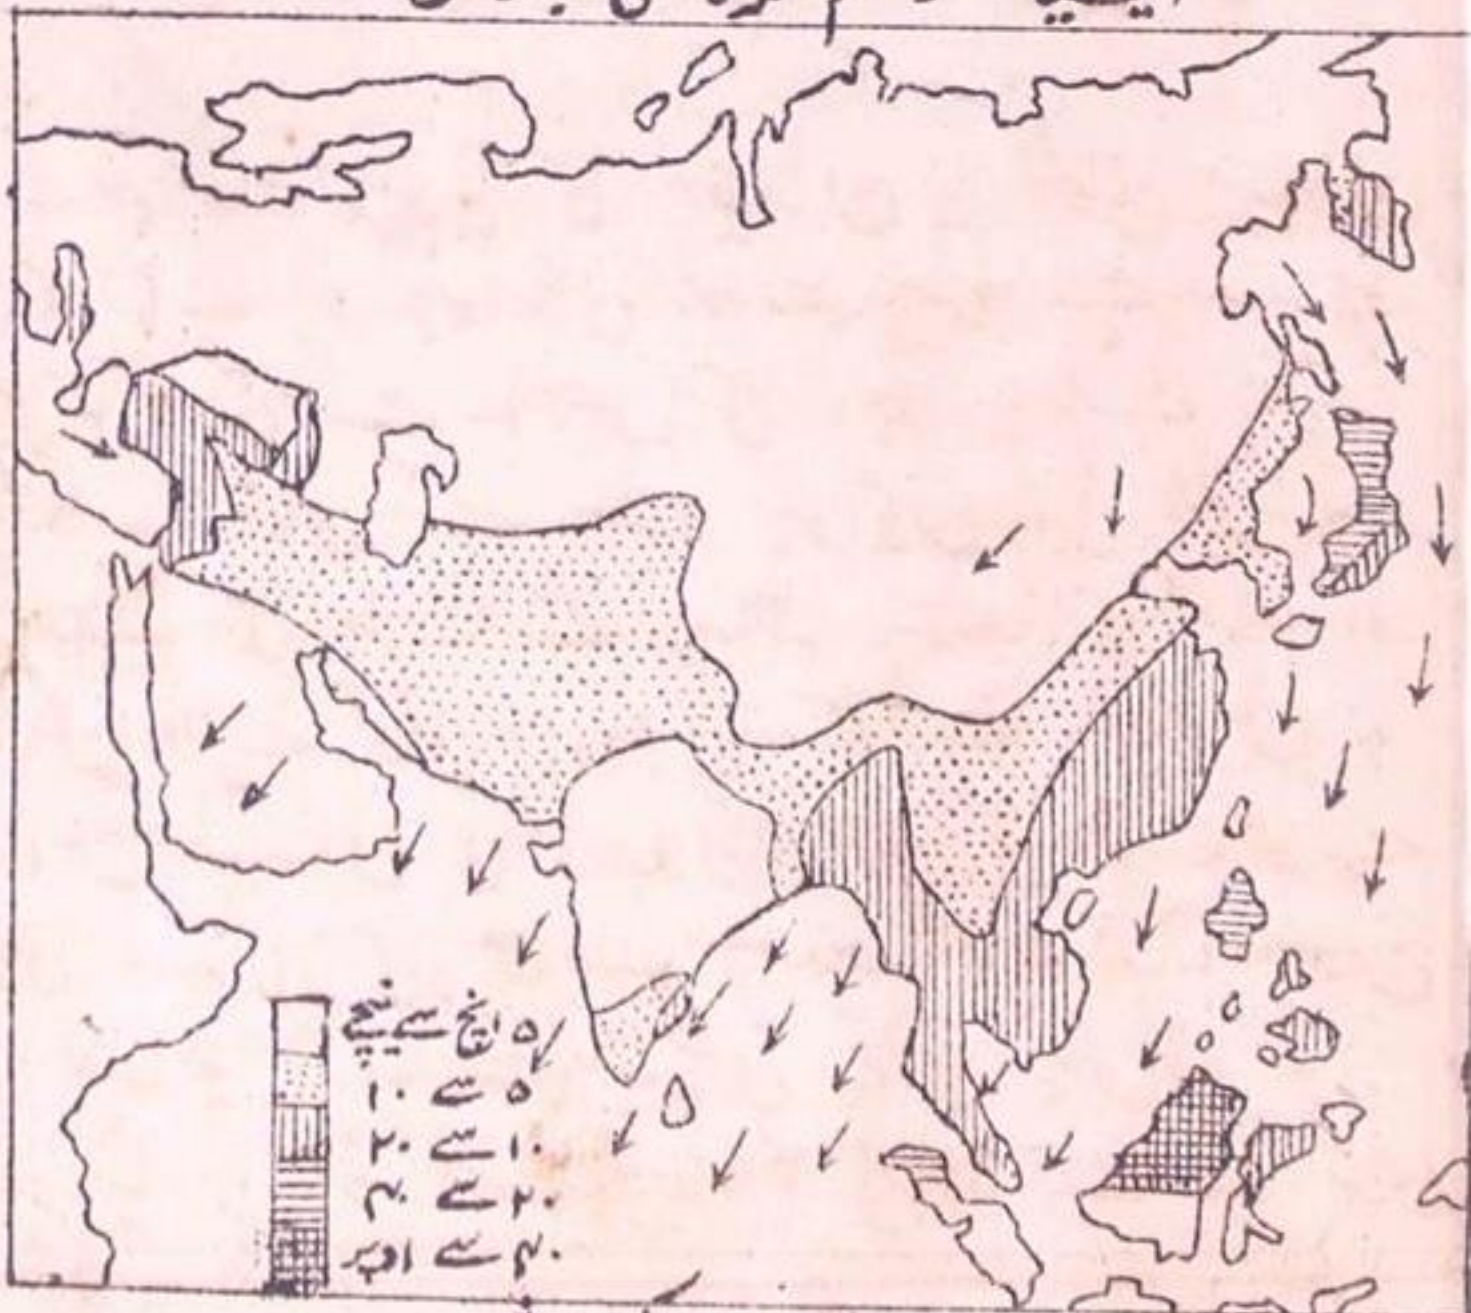 ۵ انچ سے نیچے
۵ سے ۱۰
۱۰ سے ۲۰
۲۰ سے ۴۰
۴۰ سے اوپر